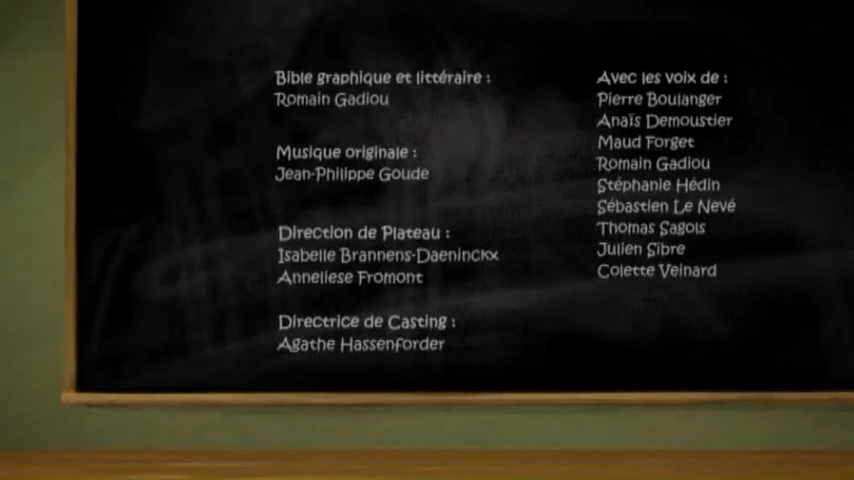 Bible graphique et littéraire :
Romain Gadiou
Musique originale :
Jean-Philippe Goude
Direction de Plateau :
Isabelle Brannens-Daeninckx
Anneliese Fromont
Directrice de Casting :
Agathe Hassenforder
Avec les voix de :
Pierre Boulanger
Anaïs Demoustier
Maud Forget
Romain Gadiou
Stéphanie Hédin
Sébastien Le Nevé
Thomas Sagols
Julien Sibre
Colette Veinard